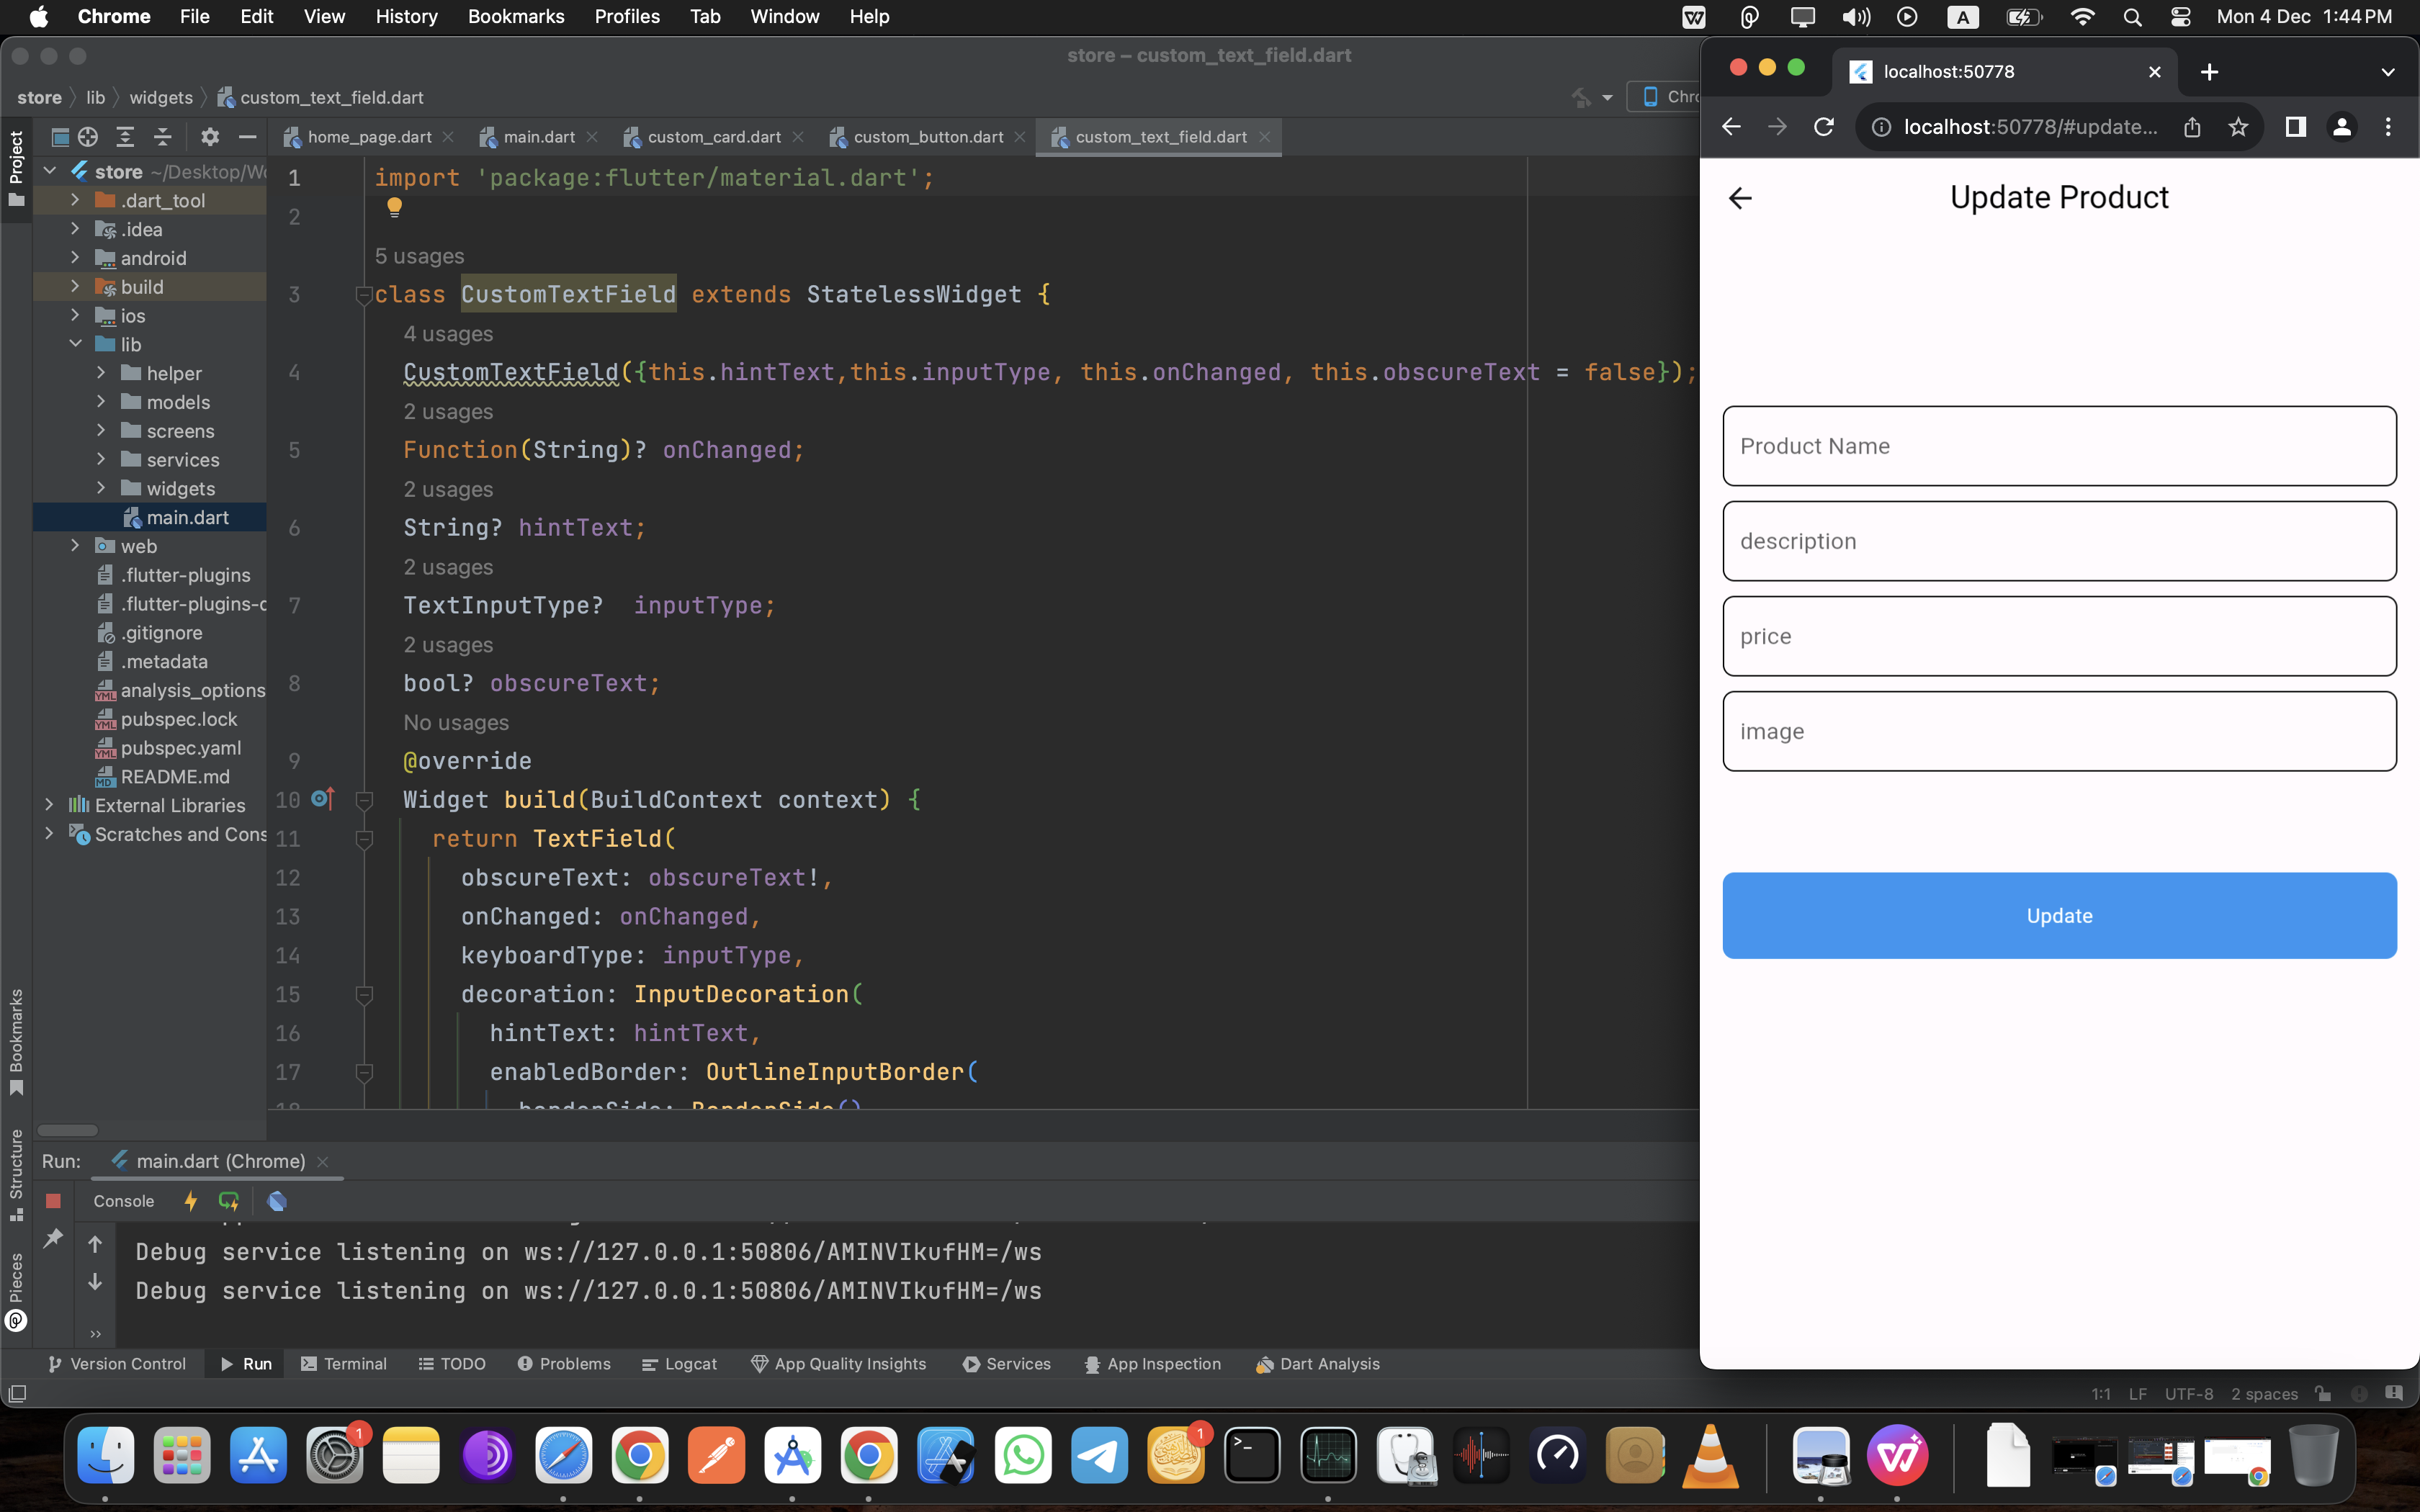 Chrome File Edit View History Bookmarks Profiles Tab Window Help
A Mon 4 Dec 1:44 PM
store – custom_text_field.dart
store lib widgets custom_text_field.dart
home_page.dart main.dart custom_card.dart custom_button.dart custom_text_field.dart
Project
Bookmarks
Structure
Pieces
store ~/Desktop/
.dart_tool
.idea
android
build
ios
lib
helper
models
screens
services
widgets
main.dart
web
.flutter-plugins
.flutter-plugins-
.gitignore
.metadata
analysis_options
pubspec.lock
pubspec.yaml
README.md
External Libraries
Scratches and
1 import 'package:flutter/material.dart';
2
5 usages
3 class CustomTextField extends StatelessWidget {
4 usages
4 CustomTextField({this.hintText,this.inputType, this.onChanged, this.obscureText = false});
2 usages
5 Function(String)? onChanged;
2 usages
6 String? hintText;
2 usages
7 TextInputType? inputType;
2 usages
8 bool? obscureText;
No usages
9 @override
10 Widget build(BuildContext context) {
11 return TextField(
12 obscureText: obscureText!,
13 onChanged: onChanged,
14 keyboardType: inputType,
15 decoration: InputDecoration(
16 hintText: hintText,
17 enabledBorder: OutlineInputBorder(
18 borderSide: BorderSide()
Run: main.dart (Chrome)
Console
Debug service listening on ws://127.0.0.1:50806/AMINVIkufHM=/ws
Debug service listening on ws://127.0.0.1:50806/AMINVIkufHM=/ws
Version Control Run Terminal TODO Problems Logcat App Quality Insights Services App Inspection Dart Analysis
1:1 LF UTF-8 2 spaces
localhost:50778
localhost:50778/#update...
Update Product
Product Name
description
price
image
Update
1
1